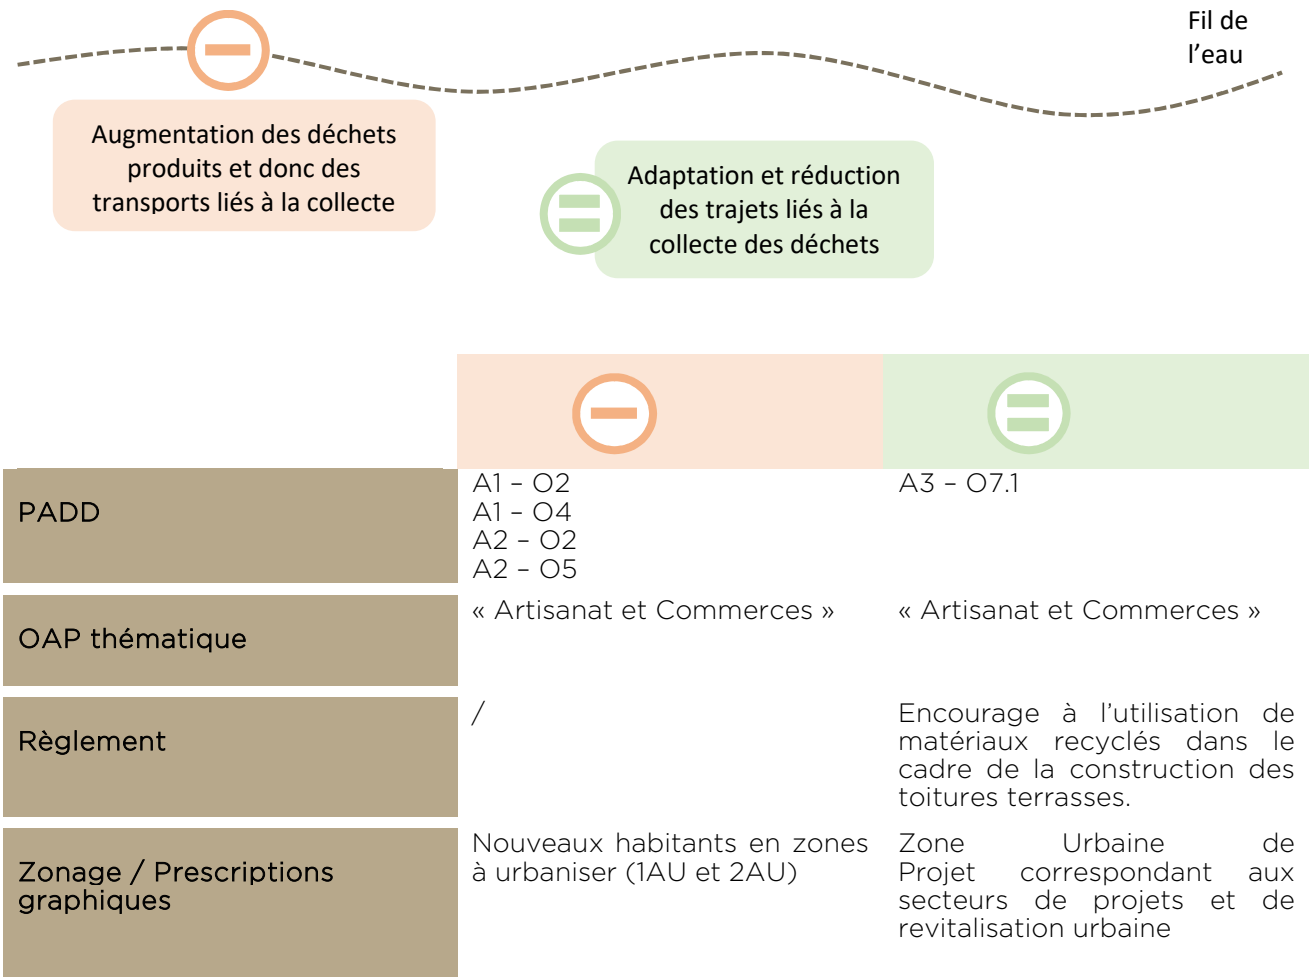 Fil de
l’eau
Augmentation des déchets
produits et donc des
transports liés à la collecte
Adaptation et réduction
des trajets liés à la
collecte des déchets
PADD
A1 – O2
A1 – O4
A2 – O2
A2 – O5
A3 – O7.1
OAP thématique
« Artisanat et Commerces »
« Artisanat et Commerces »
Règlement
/
Encourage à l’utilisation de
matériaux recyclés dans le
cadre de la construction des
toitures terrasses.
Zonage / Prescriptions
graphiques
Nouveaux habitants en zones
à urbaniser (1AU et 2AU)
Zone Urbaine de
Projet correspondant aux
secteurs de projets et de
revitalisation urbaine